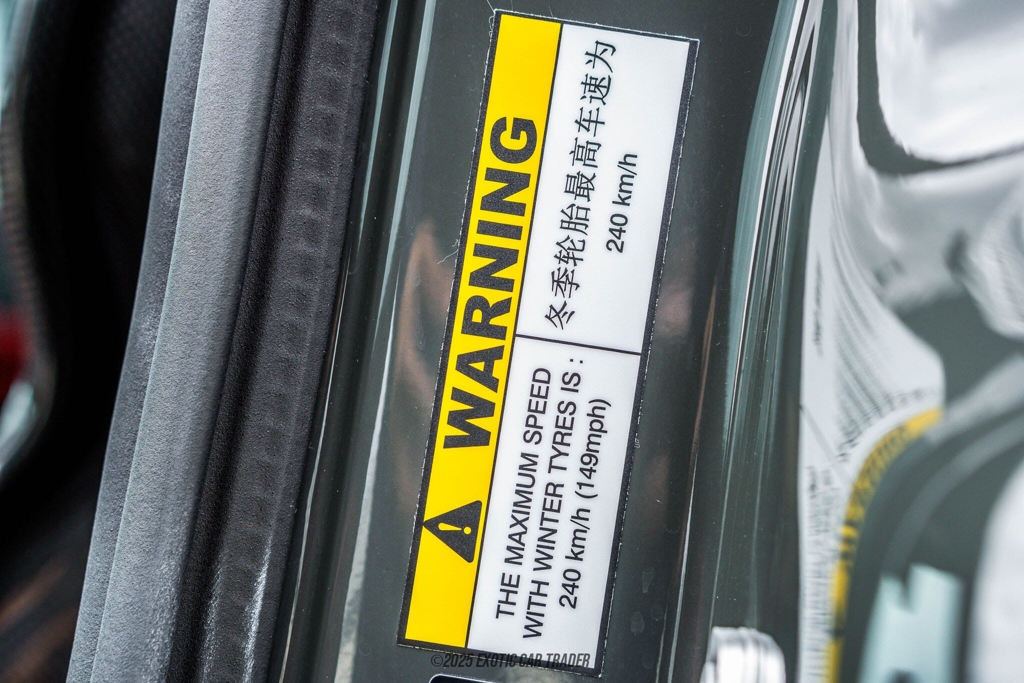 WARNING
THE MAXIMUM SPEED
WITH WINTER TYRES IS :
240 km/h (149mph)
冬季轮胎最高车速为
240 km/h
©2025 EXOTIC CAR TRADER